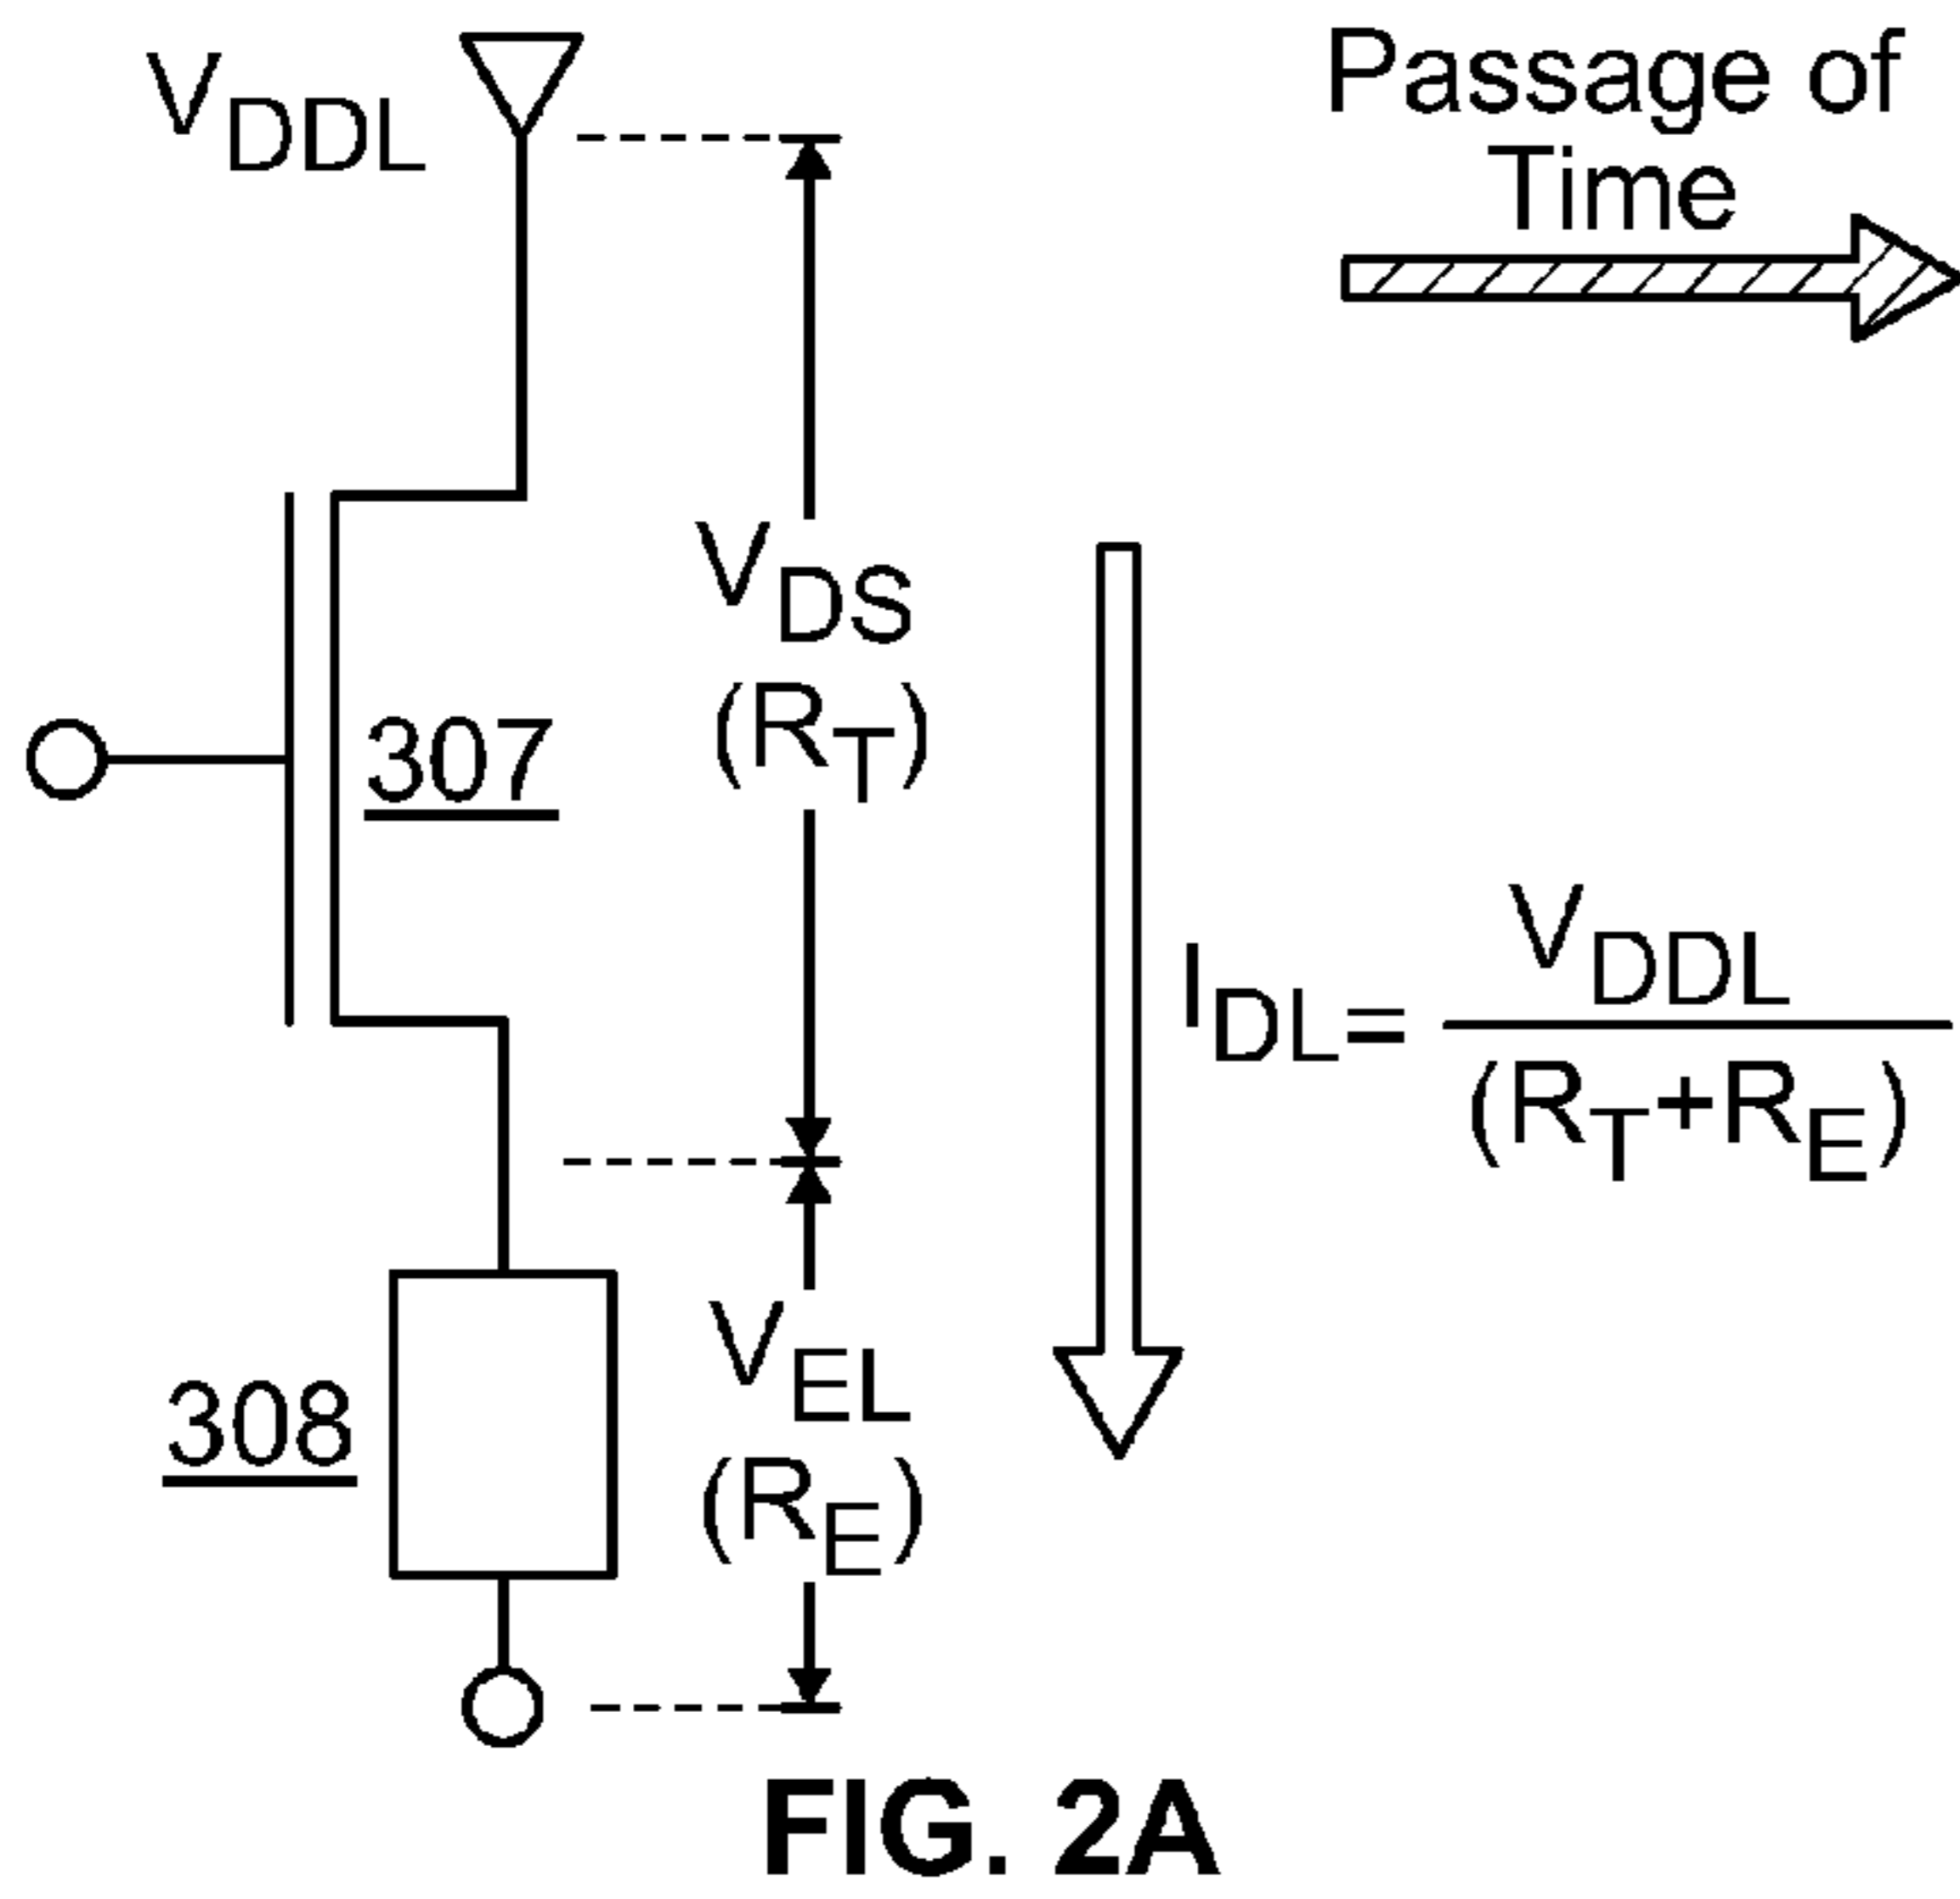 VDDL
Passage of
Time
VDS
(RT)
307
IDL= VDDL
(RT+RE)
VEL
(RE)
308
FIG. 2A